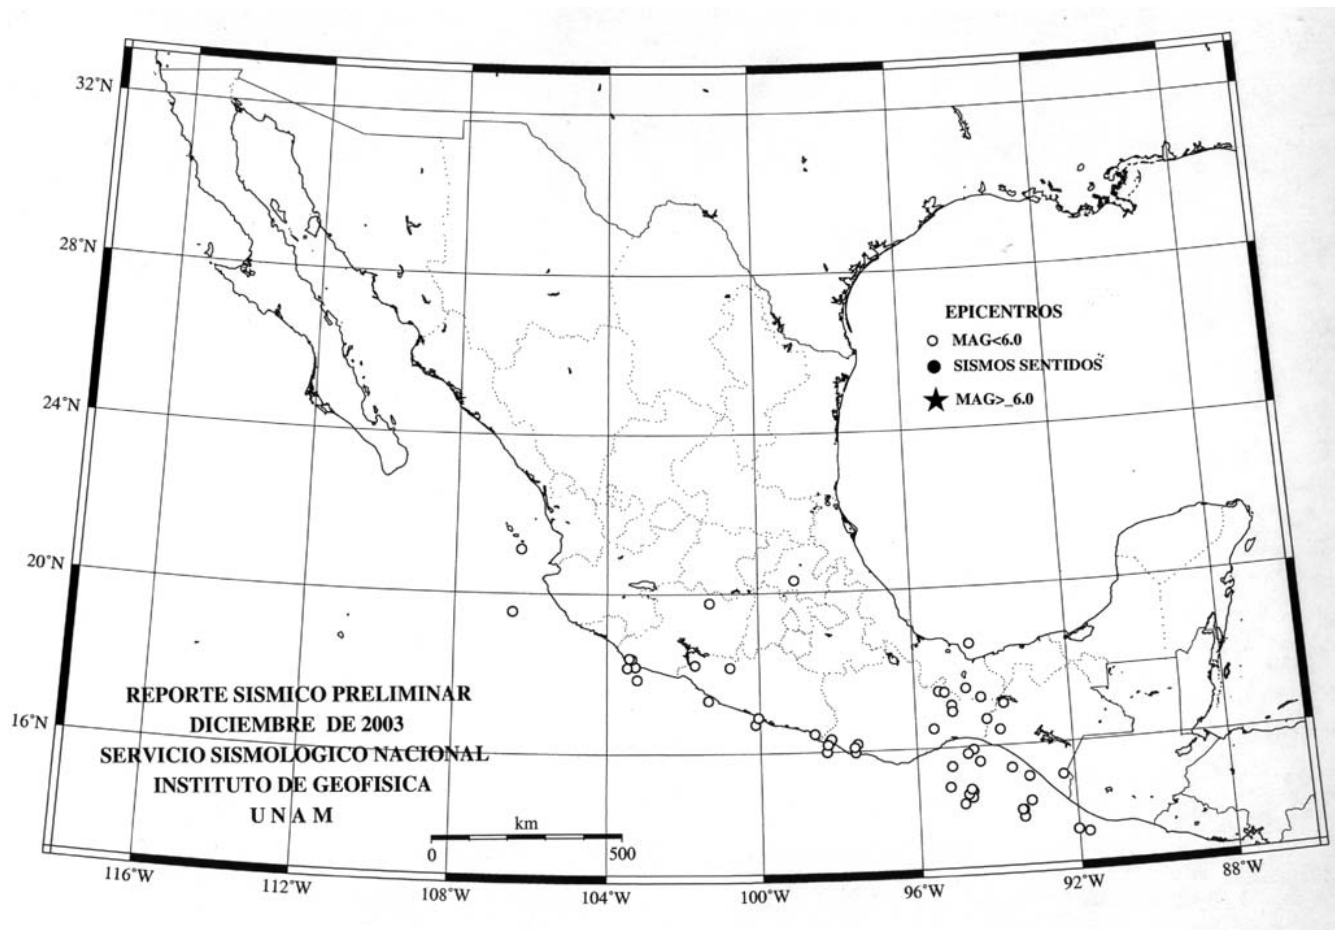 32°N
28°N
24°N
20°N
16°N
EPICENTROS
MAG<6.0
SISMOS SENTIDOS
MAG>_6.0
REPORTE SISMICO PRELIMINAR
DICIEMBRE DE 2003
SERVICIO SISMOLOGICO NACIONAL
INSTITUTO DE GEOFISICA
U N A M
km
0 500
116°W 112°W 108°W 104°W 100°W 96°W 92°W 88°W